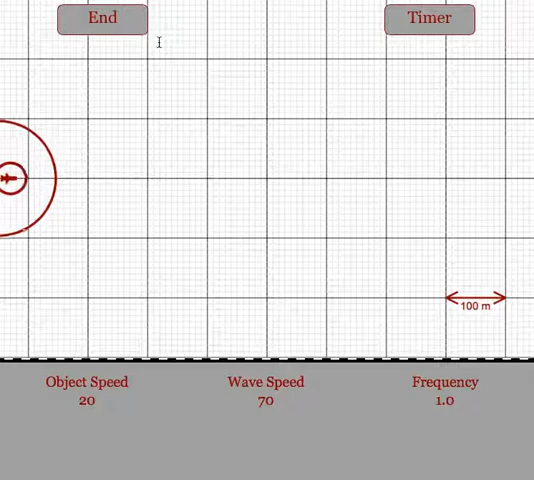 End
Timer
100 m
Object Speed
Wave Speed
Frequency
20
70
1.0